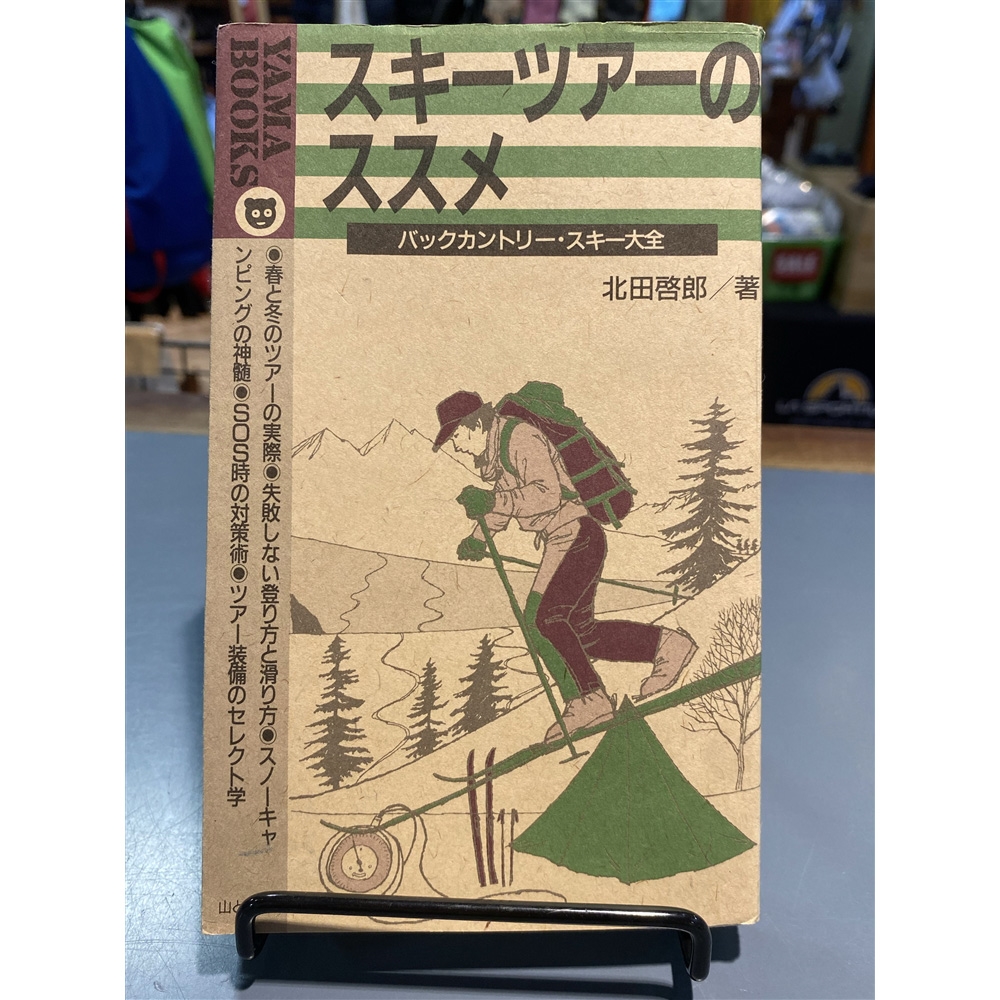 YAMA
BOOKS
スキーツアーの
ススメ
バックカントリー・スキー大全
北田啓郎／著
●春と冬のツアーの実際●失敗しない登り方と滑り方●スノーキャ
ンピングの神髄●SOS時の対策術●ツアー装備のセレクト学
山と